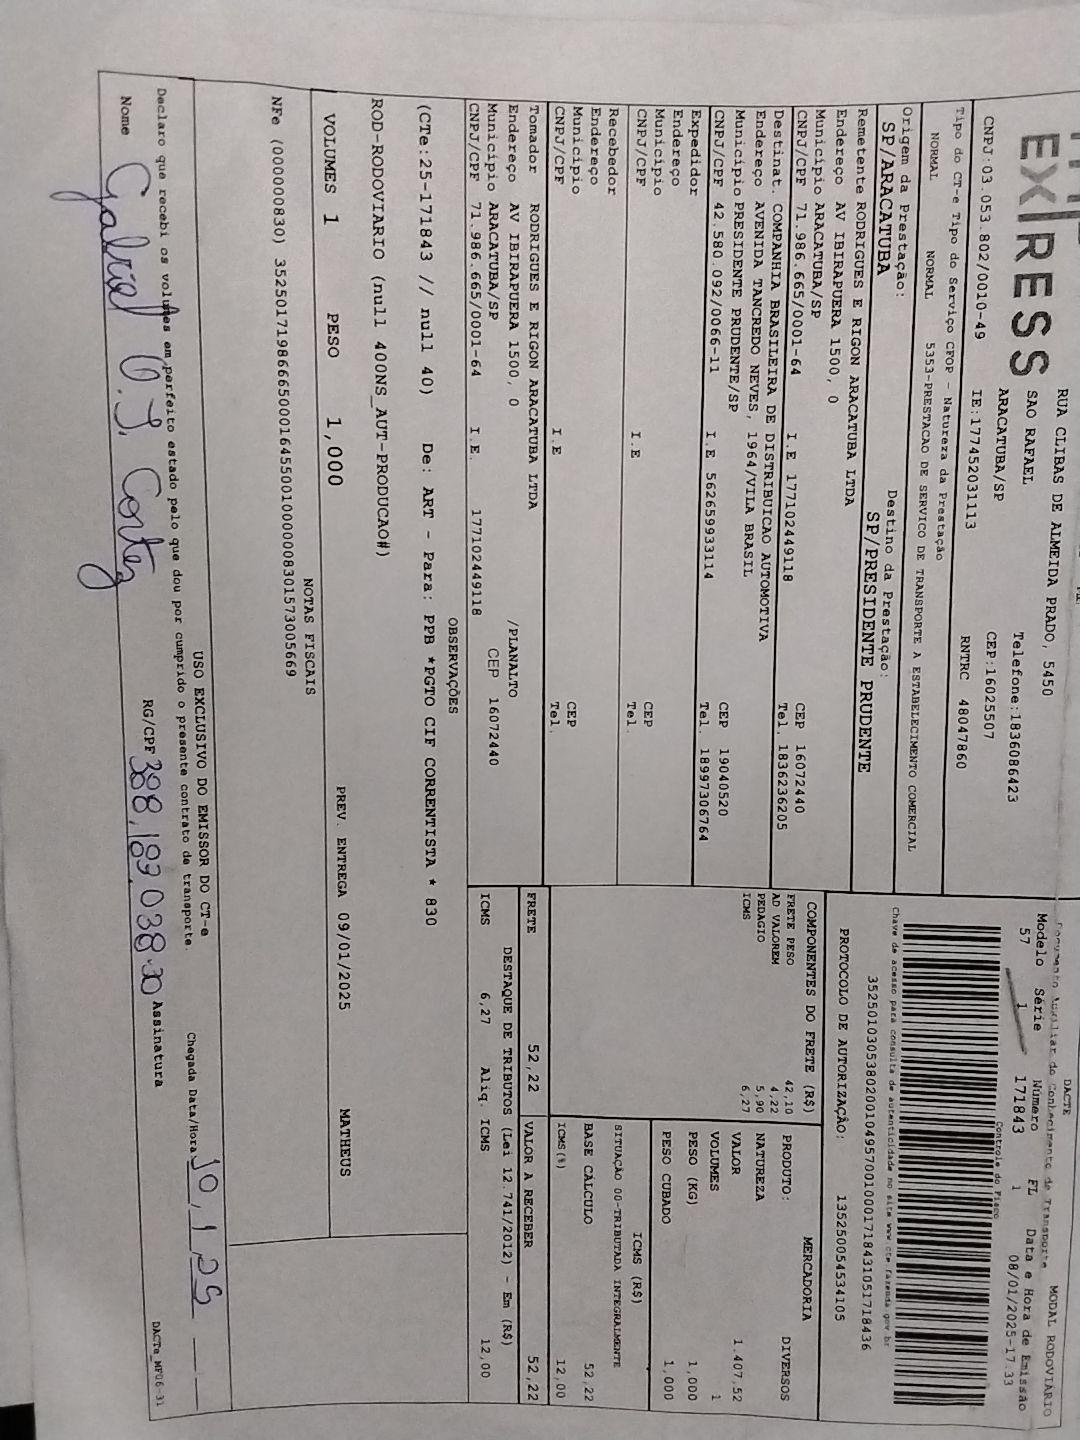 EX|RESS
RUA CLIBAS DE ALMEIDA PRADO, 5450
SAO RAFAEL
ARACATUBA/SP
Telefone:1836086423
CEP:16025507
CNPJ:03.053.802/0010-49 IE:177452031113 RNTRC 48047860
Tipo do CT-e Tipo do Serviço CFOP - Natureza da Prestação
NORMAL NORMAL 5353-PRESTACAO DE SERVICO DE TRANSPORTE A ESTABELECIMENTO COMERCIAL
Origem da Prestação: Destino da Prestação:
SP/ARACATUBA SP/PRESIDENTE PRUDENTE
Remetente RODRIGUES E RIGON ARACATUBA LTDA
Endereço AV IBIRAPUERA 1500, 0
Município ARACATUBA/SP CEP 16072440
CNPJ/CPF 71.986.665/0001-64 I.E 177102449118 Tel. 1836236205
Destinat. COMPANHIA BRASILEIRA DE DISTRIBUICAO AUTOMOTIVA
Endereço AVENIDA TANCREDO NEVES, 1964/VILA BRASIL
Município PRESIDENTE PRUDENTE/SP CEP 19040520
CNPJ/CPF 42.580.092/0066-11 I.E 562659933114 Tel. 18997306764
Expedidor
Endereço
Município CEP
CNPJ/CPF I.E Tel.
Recebedor
Endereço
Município CEP
CNPJ/CPF I.E Tel.
Tomador RODRIGUES E RIGON ARACATUBA LTDA
Endereço AV IBIRAPUERA 1500, 0 /PLANALTO
Município ARACATUBA/SP CEP 16072440
CNPJ/CPF 71.986.665/0001-64 I.E. 177102449118
DACTE MODAL RODOVIÁRIO
Documento Auxiliar do Conhecimento de Transporte
Modelo Série Número FL Data e Hora de Emissão
57 1 171843 1 08/01/2025-17:33
Controle do Fisco
Chave de acesso para consulta de autenticidade no site www.cte.fazenda.gov.br
35250103053802001049570010001718431051718436
PROTOCOLO DE AUTORIZAÇÃO: 135250054534105
COMPONENTES DO FRETE (R$)
FRETE PESO 42,10
AD VALOREM 4,22
PEDAGIO 5,90
ICMS 6,27
MERCADORIA
PRODUTO: DIVERSOS
NATUREZA
VALOR 1.407,52
VOLUMES 1
PESO (KG) 1,000
PESO CUBADO 1,000
ICMS (R$)
SITUAÇÃO 00-TRIBUTADA INTEGRALMENTE
BASE CÁLCULO 52,22
ICMS(%) 12,00
FRETE 52,22 VALOR A RECEBER 52,22
DESTAQUE DE TRIBUTOS (Lei 12.741/2012) - Em (R$)
ICMS 6,27 Aliq. ICMS 12,00
OBSERVAÇÕES
(CTe:25-171843 // null 40) De: ART - Para: PPB *PGTO CIF CORRENTISTA * 830
ROD-RODOVIARIO (null 400NS_AUT-PRODUCAO#)
VOLUMES 1 PESO 1,000 PREV. ENTREGA 09/01/2025 MATHEUS
NOTAS FISCAIS
NFe (000000830) 35250171986665000164550010000008301573005669
USO EXCLUSIVO DO EMISSOR DO CT-e
Declaro que recebi os volumes em perfeito estado pelo que dou por cumprido o presente contrato de transporte.
Chegada Data/Hora 10, 1, 25
Nome Gabriel O. J. Contez RG/CPF 388,189,038-30 Assinatura
DACTe_MP06-31